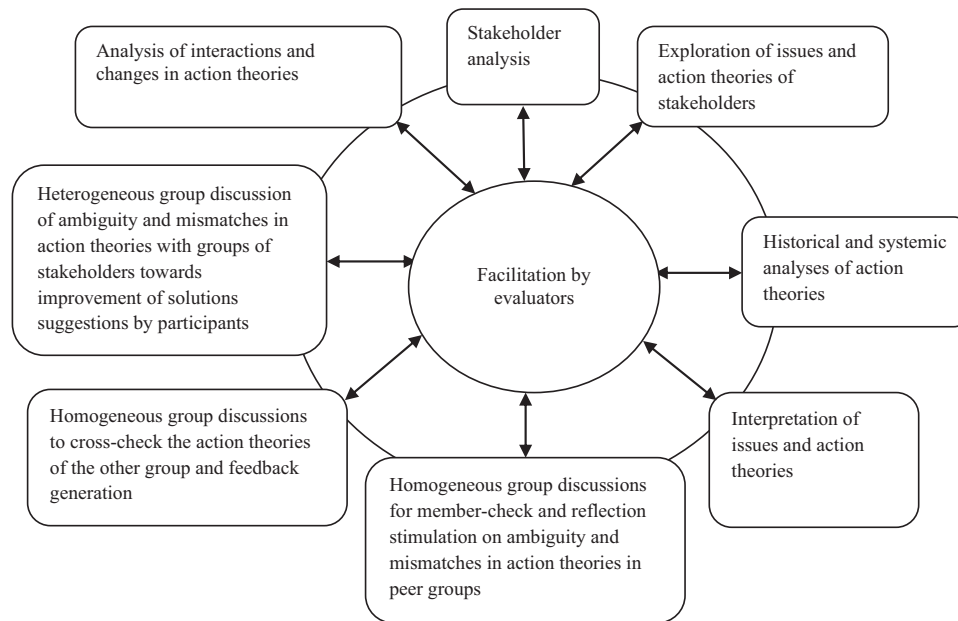 Stakeholder
analysis
Exploration of issues and
action theories of
stakeholders
Historical and systemic
analyses of action
theories
Interpretation of
issues and action
theories
Homogeneous group discussions
for member-check and reflection
stimulation on ambiguity and
mismatches in action theories in
peer groups
Homogeneous group discussions
to cross-check the action theories
of the other group and feedback
generation
Heterogeneous group discussion
of ambiguity and mismatches in
action theories with groups of
stakeholders towards
improvement of solutions
suggestions by participants
Analysis of interactions and
changes in action theories
Facilitation by
evaluators